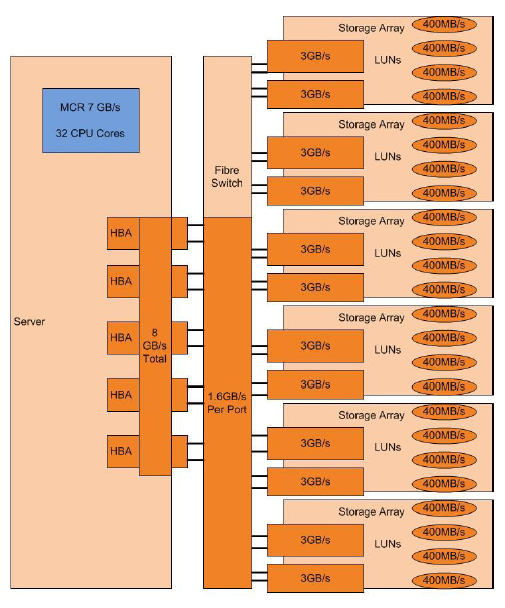 MCR 7 GB/s
32 CPU Cores
Server
HBA
HBA
HBA
HBA
HBA
8
GB/s
Total
Fibre
Switch
1.6GB/s
Per Port
Storage Array
LUNs
3GB/s
3GB/s
400MB/s
400MB/s
400MB/s
400MB/s
Storage Array
LUNs
3GB/s
3GB/s
400MB/s
400MB/s
400MB/s
400MB/s
Storage Array
LUNs
3GB/s
3GB/s
400MB/s
400MB/s
400MB/s
400MB/s
Storage Array
LUNs
3GB/s
3GB/s
400MB/s
400MB/s
400MB/s
400MB/s
Storage Array
LUNs
3GB/s
3GB/s
400MB/s
400MB/s
400MB/s
400MB/s
Storage Array
LUNs
3GB/s
3GB/s
400MB/s
400MB/s
400MB/s
400MB/s